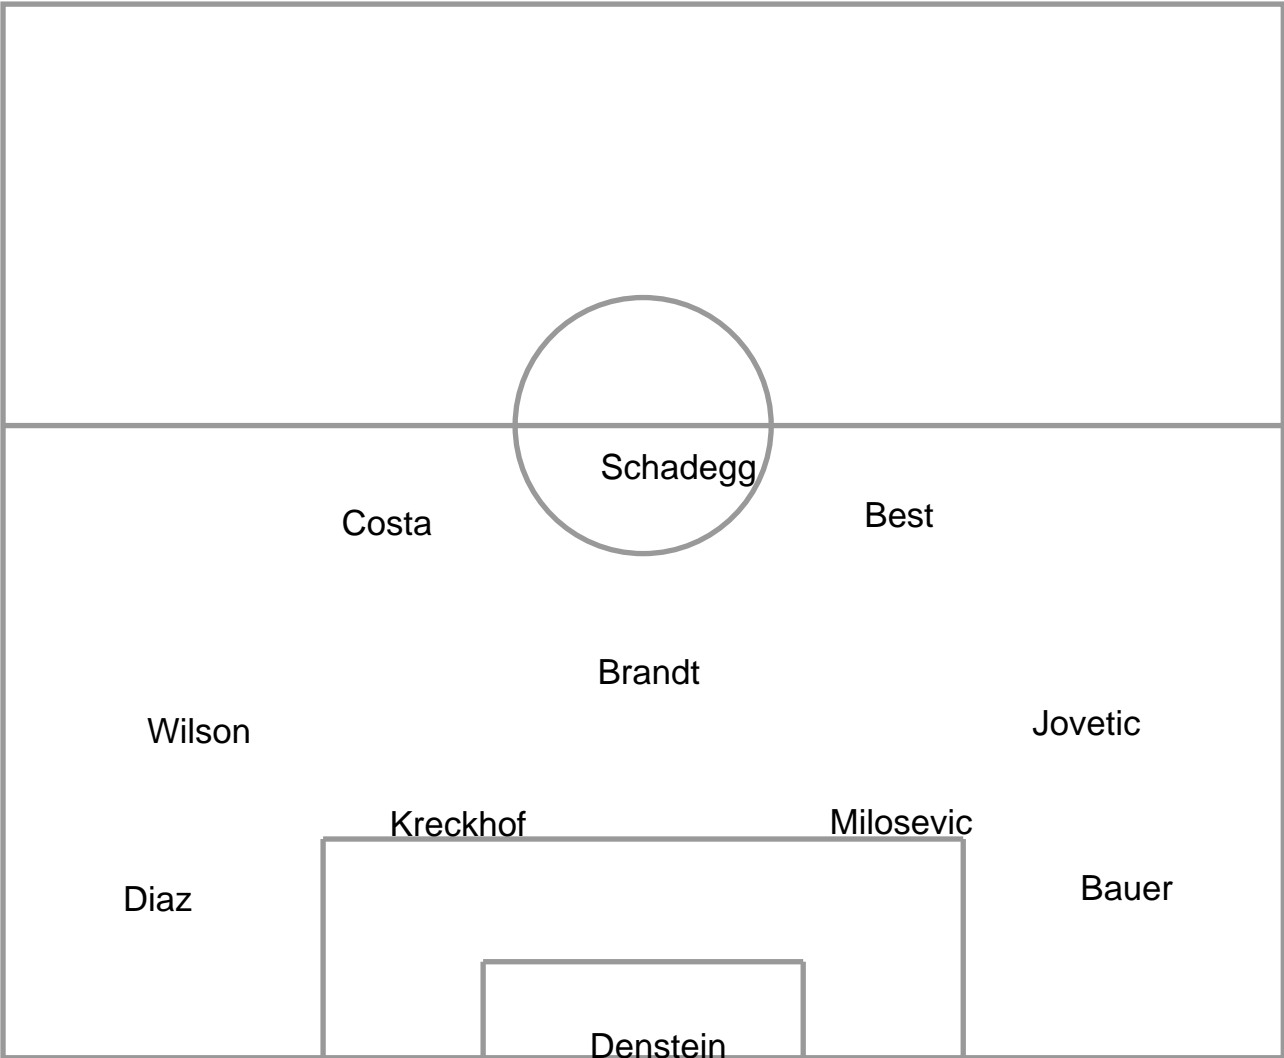 Schadegg
Costa
Best
Brandt
Wilson
Jovetic
Kreckhof
Milosevic
Diaz
Bauer
Denstein